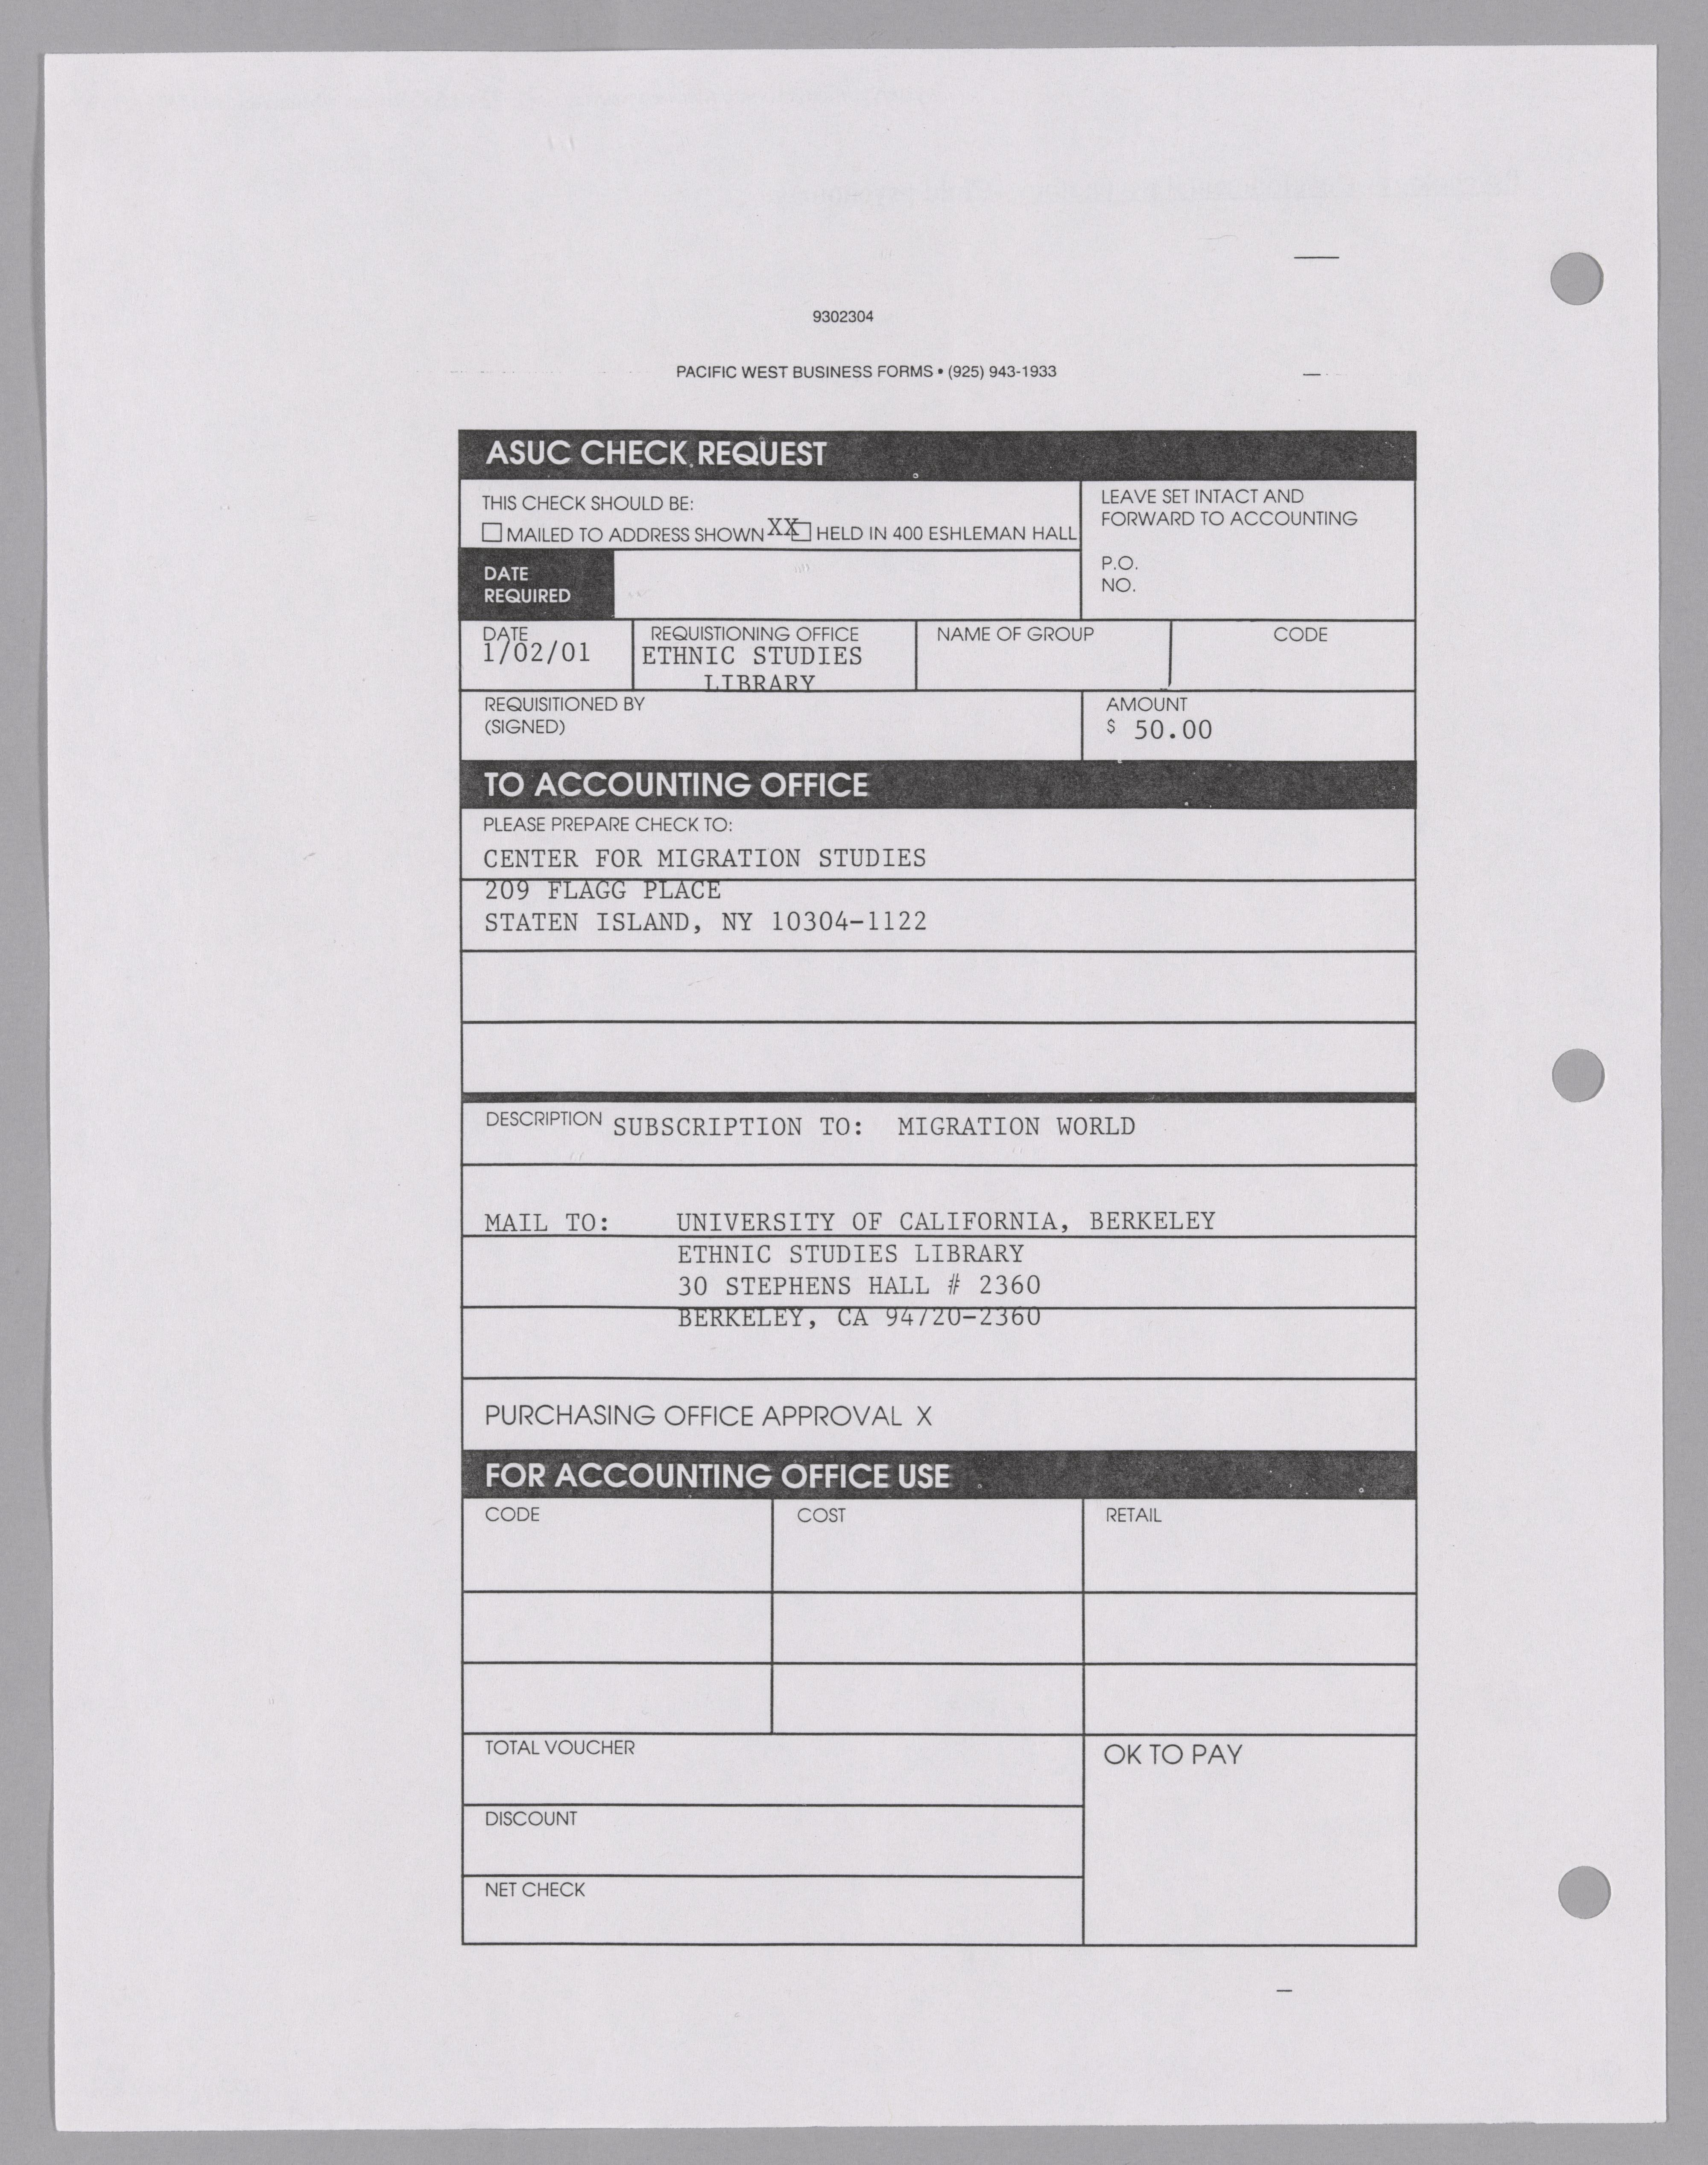 9302304
PACIFIC WEST BUSINESS FORMS • (925) 943-1933
ASUC CHECK REQUEST
THIS CHECK SHOULD BE:
☐ MAILED TO ADDRESS SHOWN XX☐ HELD IN 400 ESHLEMAN HALL
LEAVE SET INTACT AND
FORWARD TO ACCOUNTING
P.O.
NO.
DATE
REQUIRED
DATE
1/02/01
REQUISTIONING OFFICE
ETHNIC STUDIES
LIBRARY
NAME OF GROUP
CODE
REQUISITIONED BY
(SIGNED)
AMOUNT
$ 50.00
TO ACCOUNTING OFFICE
PLEASE PREPARE CHECK TO:
CENTER FOR MIGRATION STUDIES
209 FLAGG PLACE
STATEN ISLAND, NY 10304-1122
DESCRIPTION SUBSCRIPTION TO: MIGRATION WORLD
MAIL TO: UNIVERSITY OF CALIFORNIA, BERKELEY
ETHNIC STUDIES LIBRARY
30 STEPHENS HALL # 2360
BERKELEY, CA 94720-2360
PURCHASING OFFICE APPROVAL X
FOR ACCOUNTING OFFICE USE
CODE COST RETAIL
TOTAL VOUCHER
OK TO PAY
DISCOUNT
NET CHECK